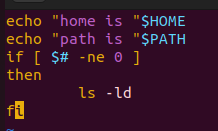 echo "home is "$HOME
echo "path is "$PATH
if [ $# -ne 0 ]
then
        ls -ld
fi
~